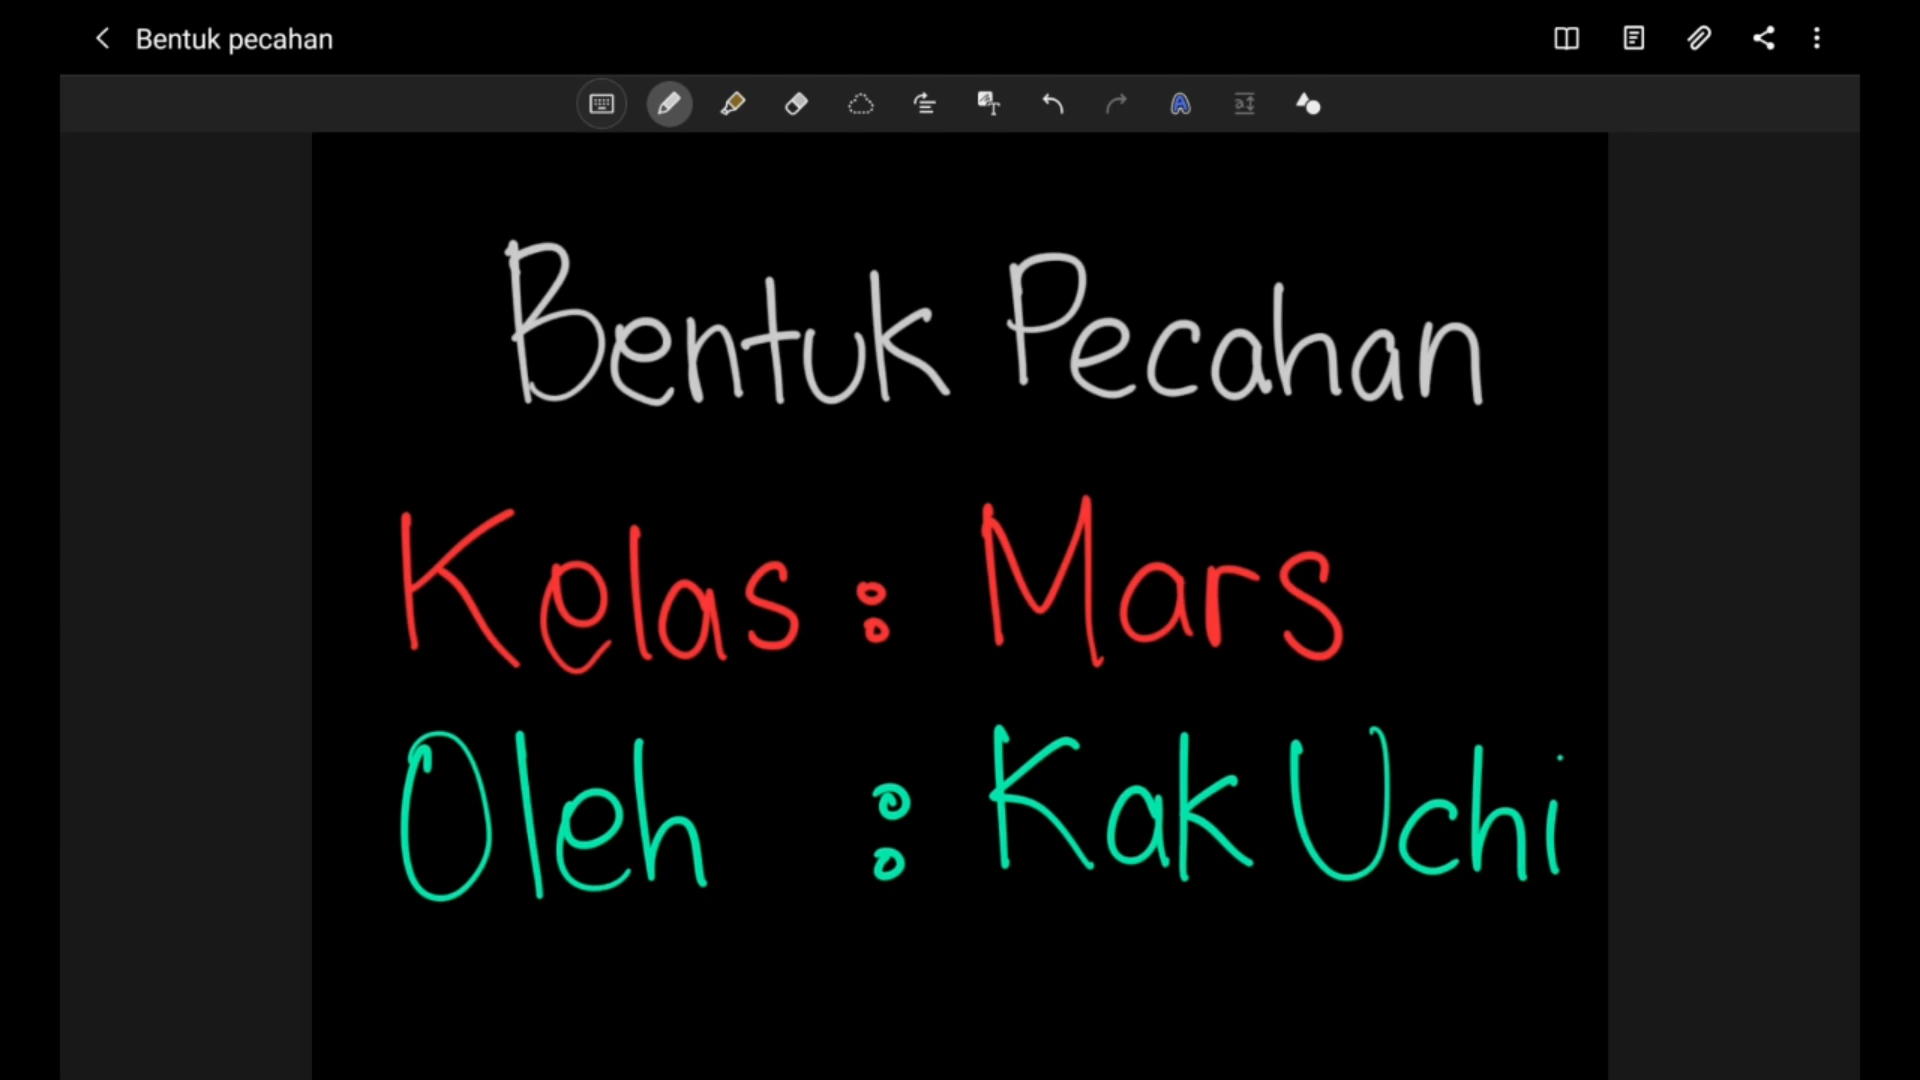 Bentuk pecahan
Bentuk Pecahan
Kelas : Mars
Oleh : Kak Uchi